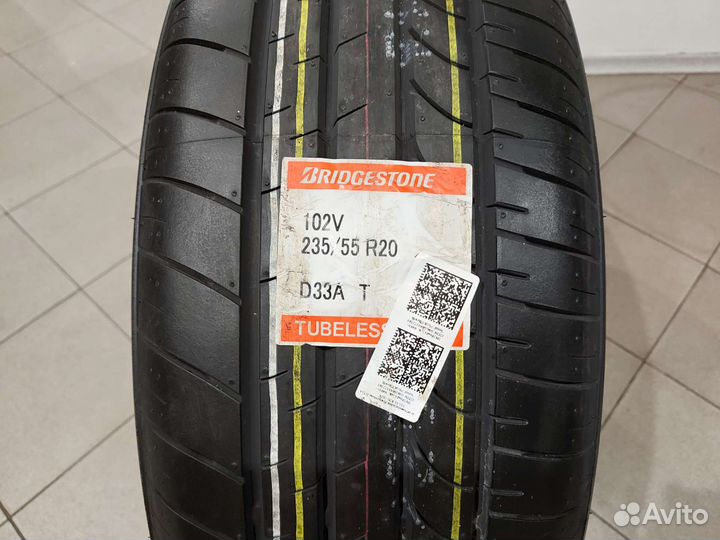 BRIDGESTONE
102V
235/55 R20
D33A T
TUBELESS
Avito